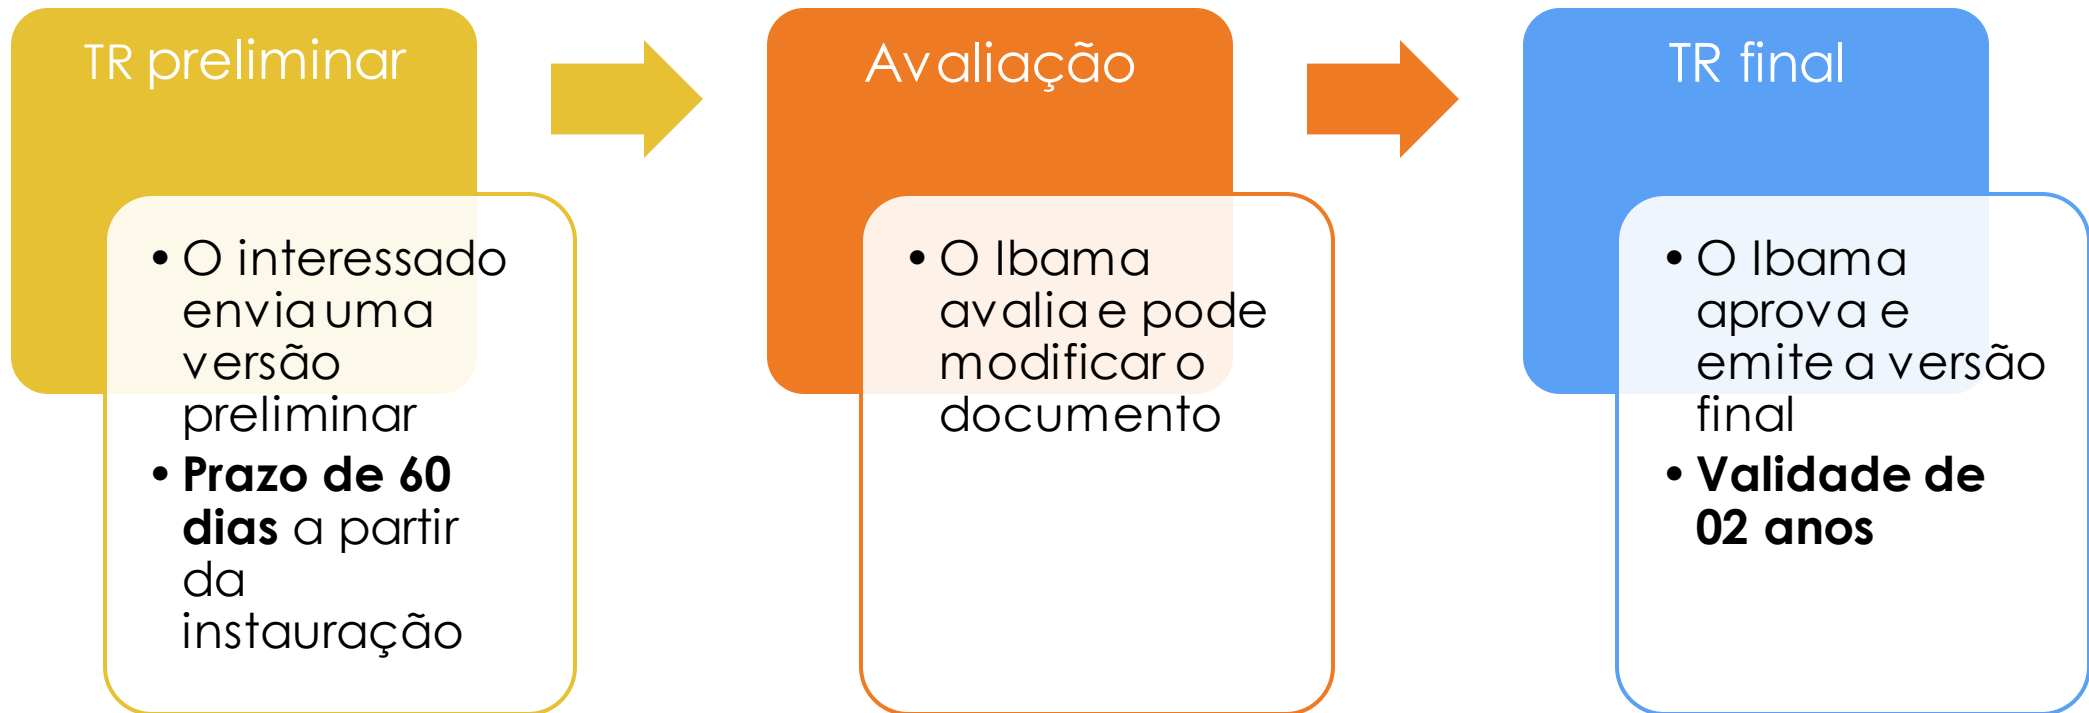 TR preliminar
• O interessado
envia uma
versão
preliminar
• Prazo de 60
dias a partir
da
instauração
Avaliação
• O Ibama
avalia e pode
modificar o
documento
TR final
• O Ibama
aprova e
emite a versão
final
• Validade de
02 anos